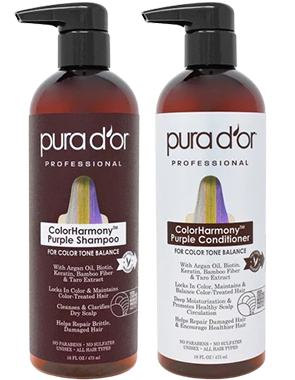 pura d'or
PROFESSIONAL
ColorHarmony™
Purple Shampoo
FOR COLOR TONE BALANCE
With Argan Oil, Biotin,
Keratin, Bamboo Fiber
& Taro Extract
Locks In Color & Maintains
Color-Treated Hair
Cleanses & Clarifies
Dry Scalp
Helps Repair Brittle,
Damaged Hair
NO PARABENS • NO SULFATES
UNISEX • ALL HAIR TYPES
16 FL OZ / 473 ml
pura d'or
PROFESSIONAL
ColorHarmony™
Purple Conditioner
FOR COLOR TONE BALANCE
With Argan Oil, Biotin,
Keratin, Bamboo Fiber
& Taro Extract
Locks In Color, Maintains &
Balances Color-Treated Hair
Deep Moisturization &
Promotes Healthy Scalp
Circulation
Helps Repair Damaged Hair
& Encourage Healthier Hair
NO PARABENS • NO SULFATES
UNISEX • ALL HAIR TYPES
16 FL OZ / 473 ml